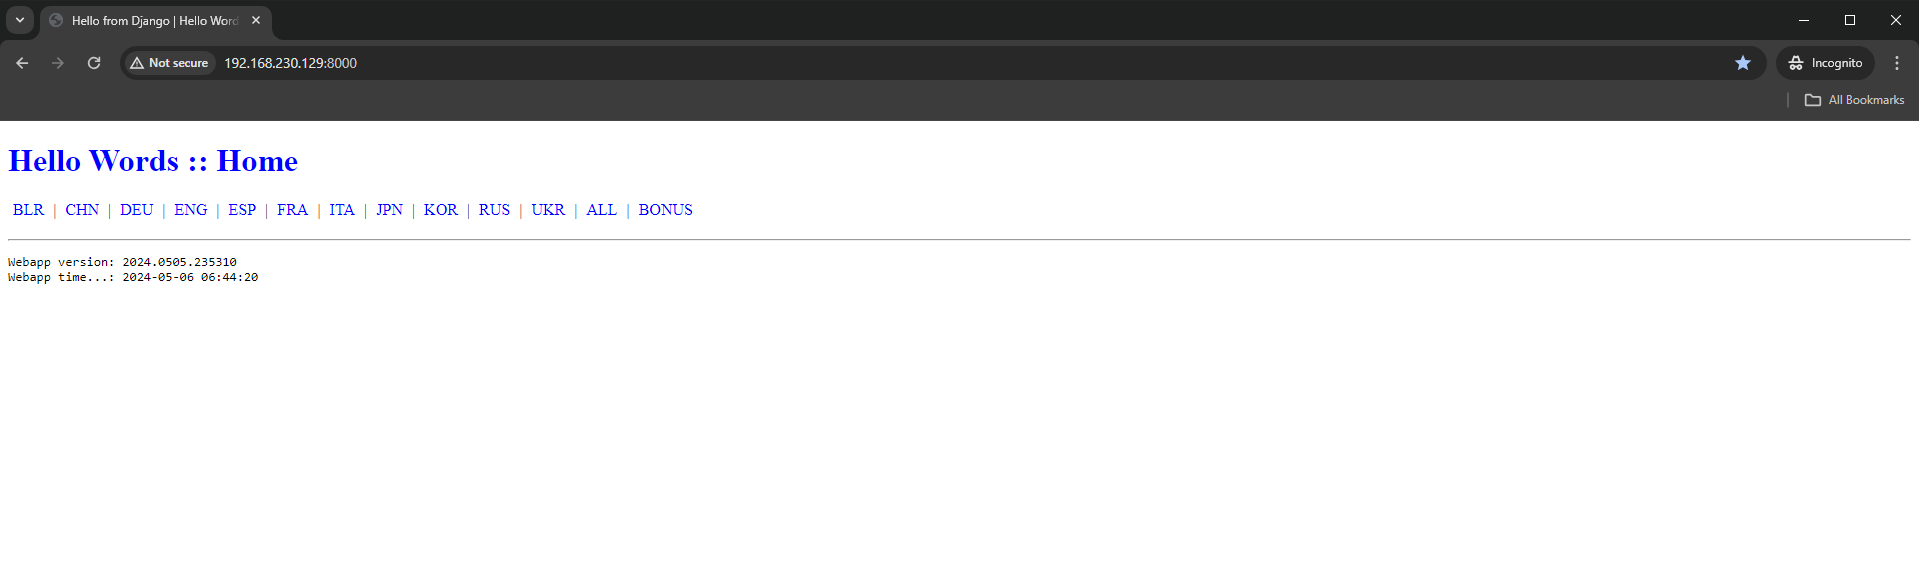 Hello from Django | Hello Word
Not secure
192.168.230.129:8000
Incognito
All Bookmarks
Hello Words :: Home
BLR | CHN | DEU | ENG | ESP | FRA | ITA | JPN | KOR | RUS | UKR | ALL | BONUS
Webapp version: 2024.0505.235310
Webapp time...: 2024-05-06 06:44:20